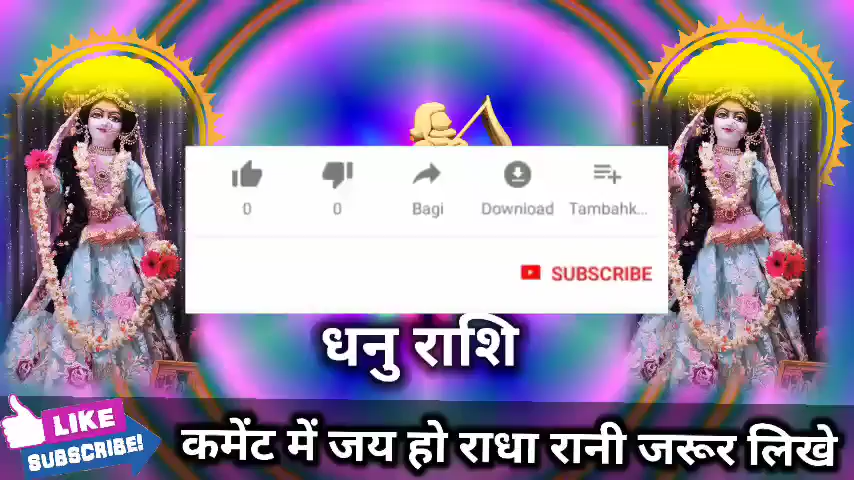 0 0 Bagi Download Tambahk...
SUBSCRIBE
धनु राशि
LIKE
SUBSCRIBE!
कमेंट में जय हो राधा रानी जरूर लिखे